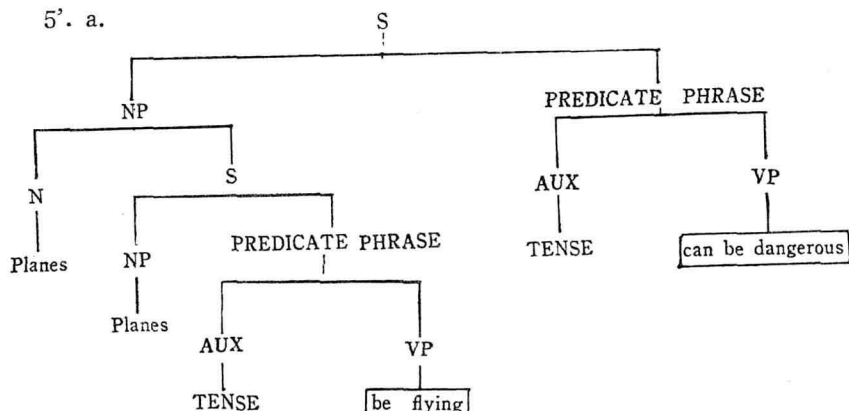 5'. a.
S
NP PREDICATE PHRASE
N S AUX VP
Planes NP PREDICATE PHRASE TENSE can be dangerous
Planes AUX VP
TENSE be flying